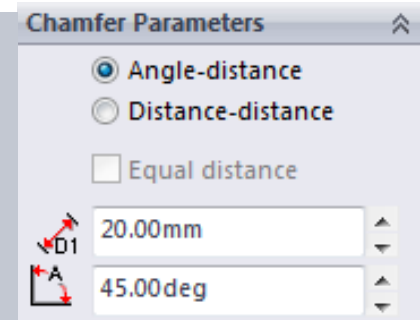 Chamfer Parameters
Angle-distance
Distance-distance
Equal distance
D1 20.00mm
A 45.00deg